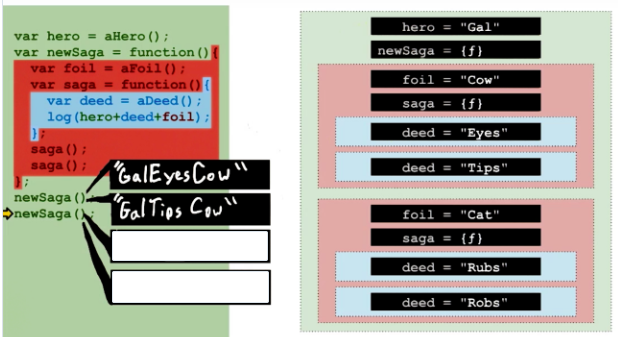 var hero = aHero();
var newSaga = function(){
var foil = aFoil();
var saga = function(){
var deed = aDeed();
log(hero+deed+foil);
};
saga();
saga();
};
newSaga();
newSaga();
"GalEyesCow"
"GalTips Cow"
hero = "Gal"
newSaga = {f}
foil = "Cow"
saga = {f}
deed = "Eyes"
deed = "Tips"
foil = "Cat"
saga = {f}
deed = "Rubs"
deed = "Robs"